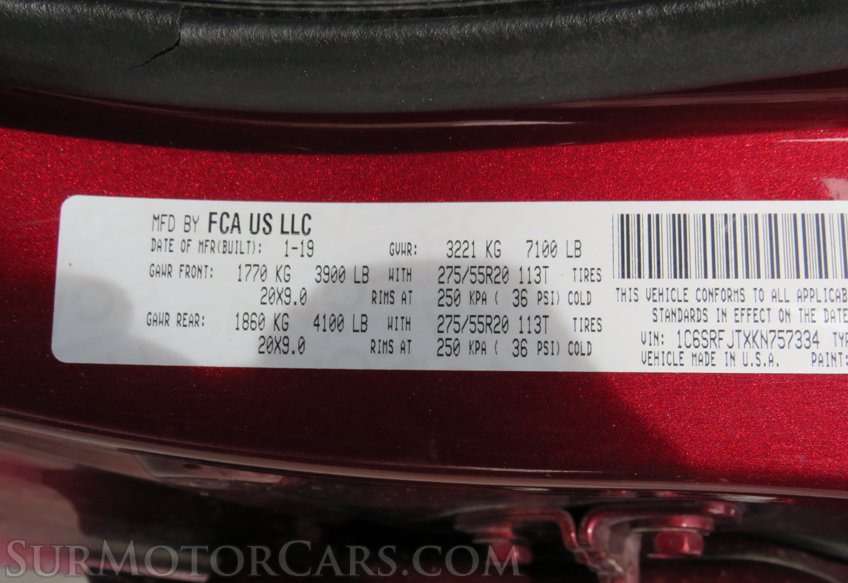 MFD BY FCA US LLC
DATE OF MFR(BUILT): 1-19 GVWR: 3221 KG 7100 LB
GAWR FRONT: 1770 KG 3900 LB WITH 275/55R20 113T TIRES
20X9.0 RIMS AT 250 KPA ( 36 PSI) COLD
GAWR REAR: 1860 KG 4100 LB WITH 275/55R20 113T TIRES
20X9.0 RIMS AT 250 KPA ( 36 PSI) COLD
THIS VEHICLE CONFORMS TO ALL APPLICAB
STANDARDS IN EFFECT ON THE DATE
VIN: 1C6SRFJTXKN757334 TYP
VEHICLE MADE IN U.S.A. PAINT:
SURMOTORCARS.COM